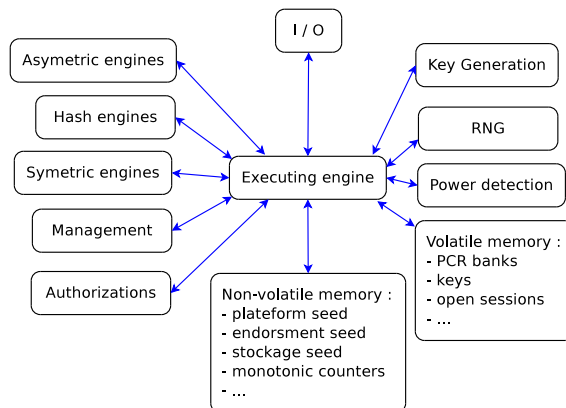 I / O
Asymetric engines
Key Generation
Hash engines
RNG
Symetric engines
Executing engine
Power detection
Management
Volatile memory :
- PCR banks
- keys
- open sessions
- ...
Authorizations
Non-volatile memory :
- plateform seed
- endorsment seed
- stockage seed
- monotonic counters
- ...